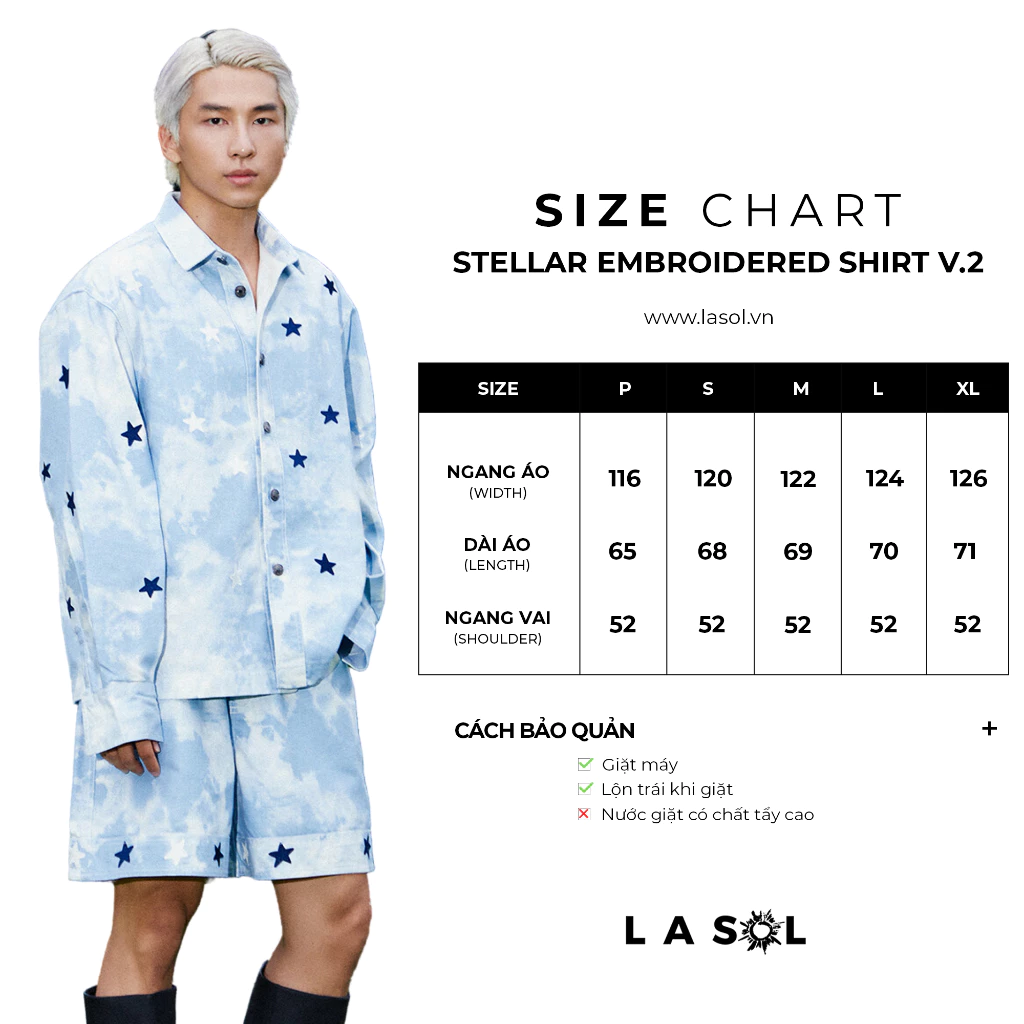 SIZE CHART
STELLAR EMBROIDERED SHIRT V.2
www.lasol.vn
SIZE P S M L XL
NGANG ÁO 116 120 122 124 126
(WIDTH)
DÀI ÁO 65 68 69 70 71
(LENGTH)
NGANG VAI 52 52 52 52 52
(SHOULDER)
CÁCH BẢO QUẢN +
Giặt máy
Lộn trái khi giặt
Nước giặt có chất tẩy cao
LA SOL